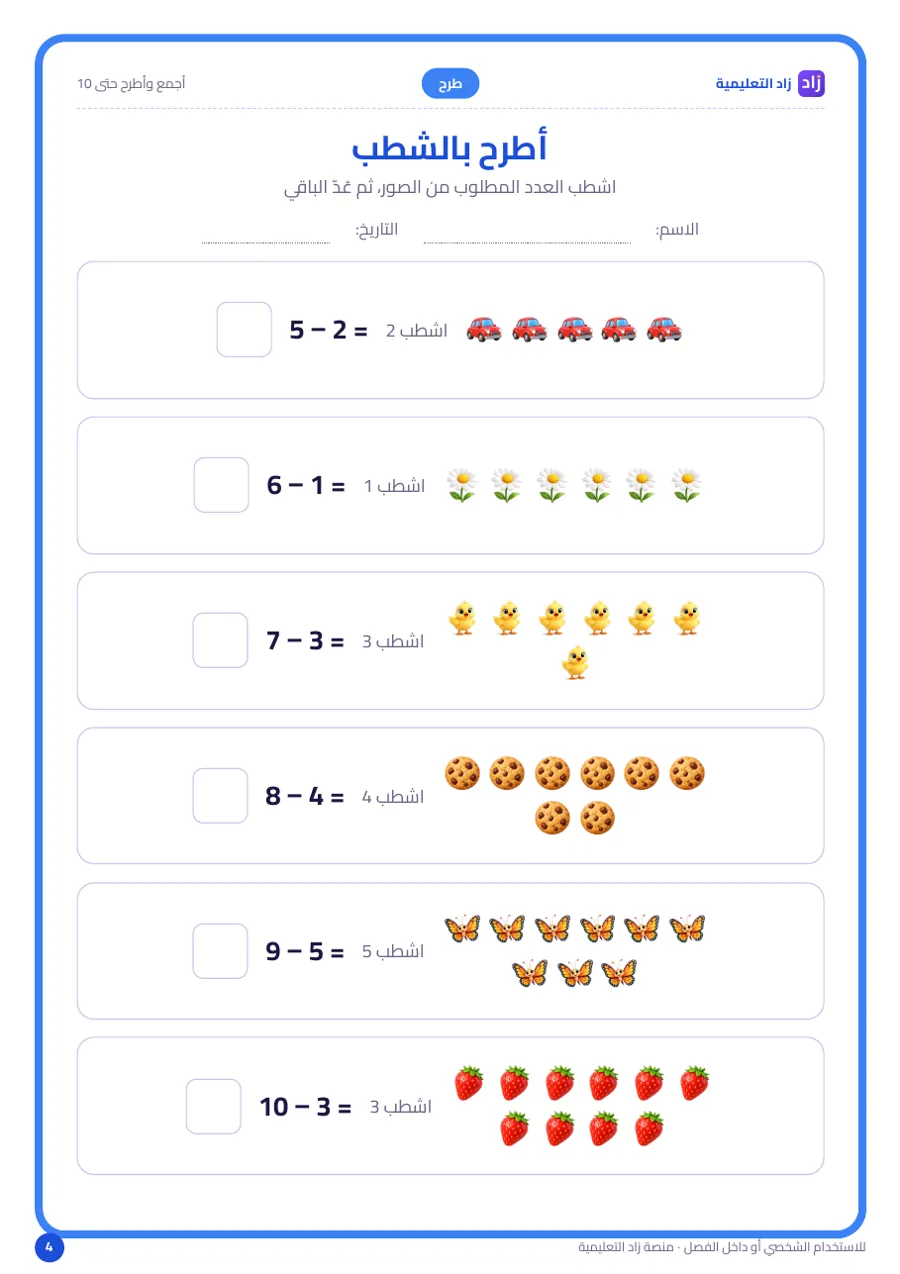 زاد زاد التعليمية
طرح
أجمع وأطرح حتى 10
أطرح بالشطب
اشطب العدد المطلوب من الصور، ثم عُدّ الباقي
الاسم: التاريخ:
اشطب 2 5 − 2 =
اشطب 1 6 − 1 =
اشطب 3 7 − 3 =
اشطب 4 8 − 4 =
اشطب 5 9 − 5 =
اشطب 3 10 − 3 =
للاستخدام الشخصي أو داخل الفصل · منصة زاد التعليمية
4